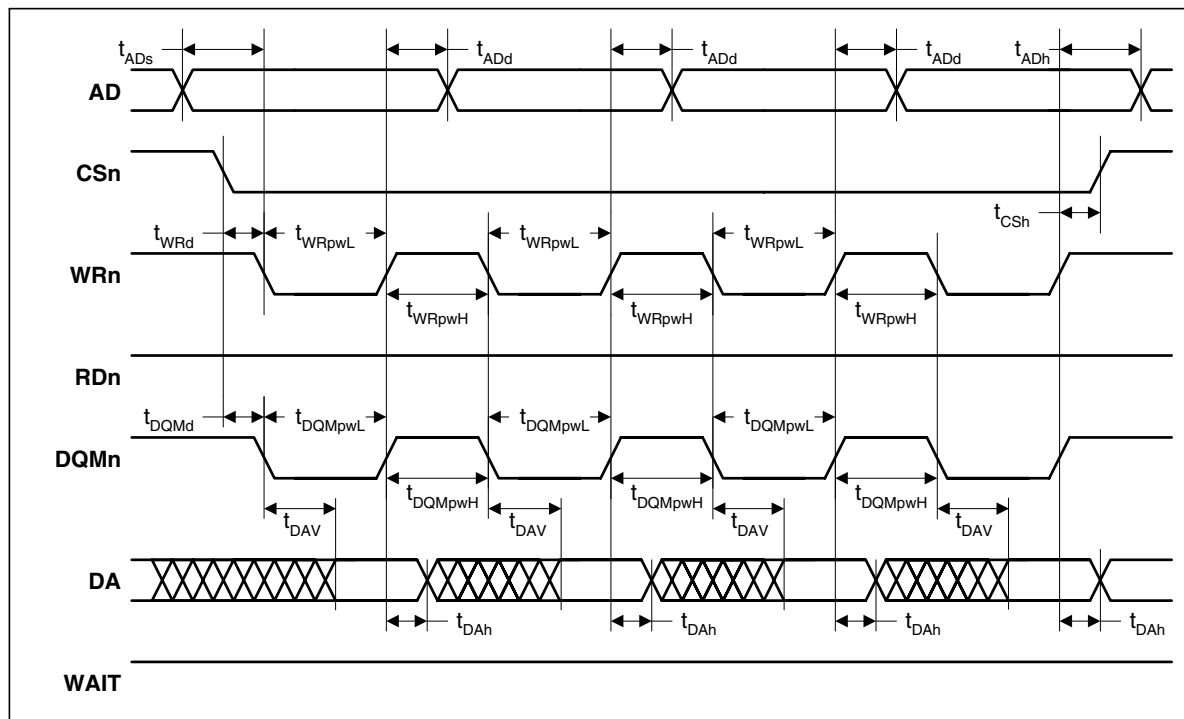 tADs tADd tADd tADd tADh
AD
CSn
tCSh
tWRd tWRpwL tWRpwL tWRpwL
WRn
tWRpwH tWRpwH tWRpwH
RDn
tDQMd tDQMpwL tDQMpwL tDQMpwL
DQMn
tDQMpwH tDQMpwH tDQMpwH
tDAV tDAV tDAV tDAV
DA
tDAh tDAh tDAh tDAh
WAIT